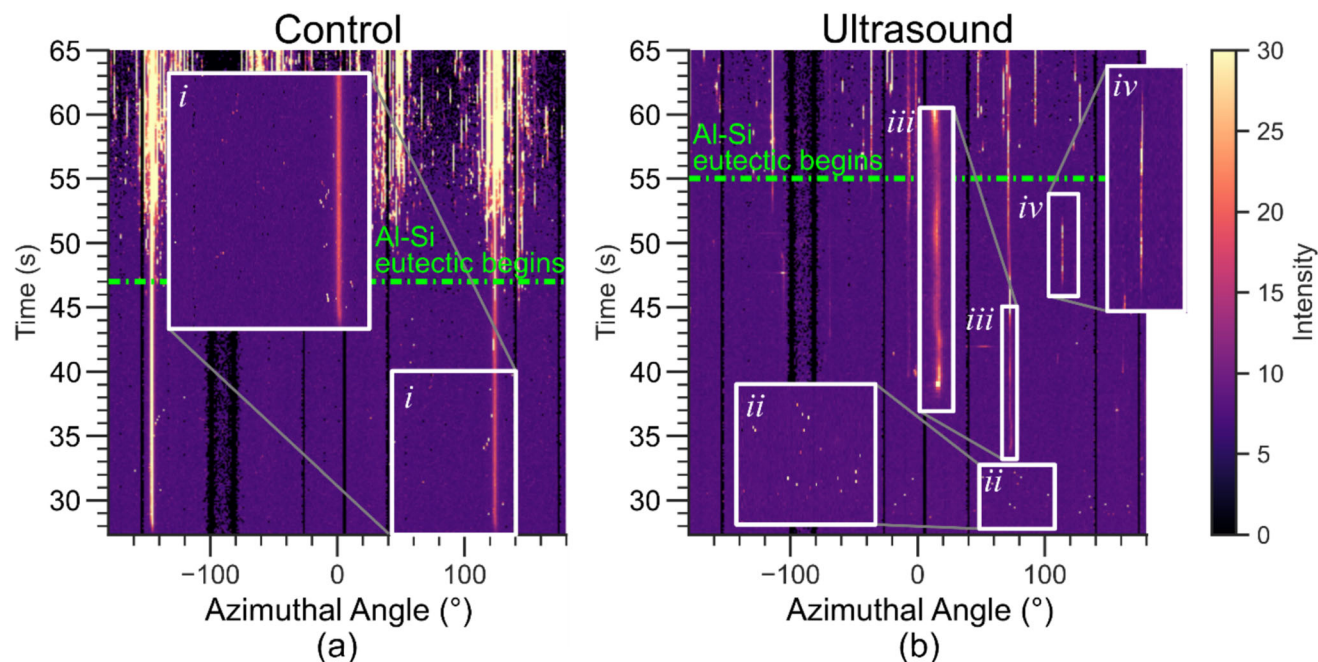 Control
Ultrasound
65
60
55
50
45
40
35
30
Time (s)
i
Al-Si
eutectic begins
i
−100
0
100
Azimuthal Angle (°)
(a)
65
60
55
50
45
40
35
30
Time (s)
Al-Si
eutectic begins
iii
iv
iv
iii
ii
ii
−100
0
100
Azimuthal Angle (°)
(b)
30
25
20
15
10
5
0
Intensity